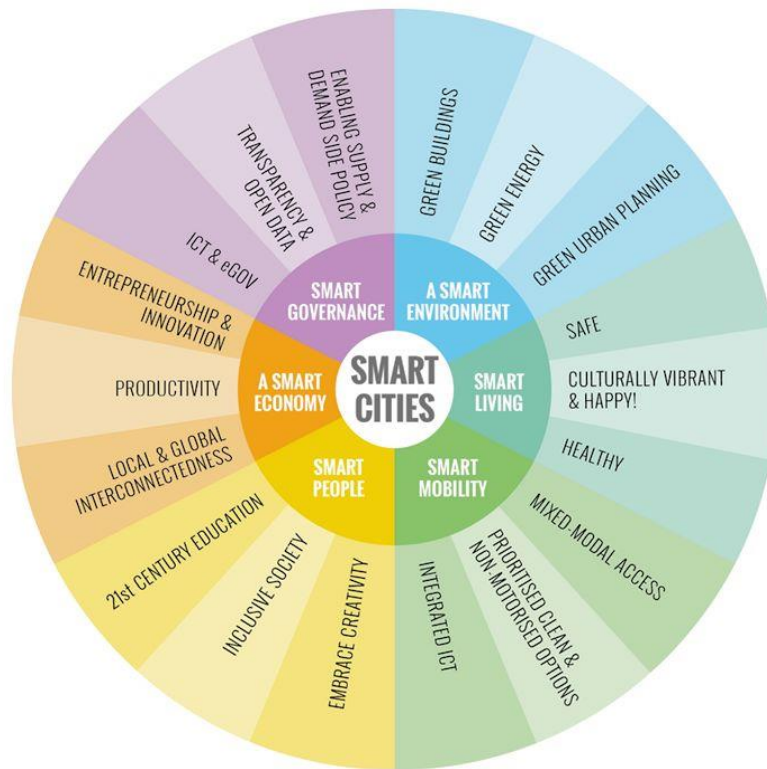 SMART
CITIES
A SMART
ENVIRONMENT
GREEN BUILDINGS
GREEN ENERGY
GREEN URBAN PLANNING
SMART
LIVING
SAFE
CULTURALLY VIBRANT
& HAPPY!
HEALTHY
SMART
MOBILITY
MIXED-MODAL ACCESS
PRIORITISED CLEAN &
NON-MOTORISED OPTIONS
INTEGRATED ICT
SMART
PEOPLE
EMBRACE CREATIVITY
INCLUSIVE SOCIETY
21st CENTURY EDUCATION
A SMART
ECONOMY
LOCAL & GLOBAL
INTERCONNECTEDNESS
PRODUCTIVITY
ENTREPRENEURSHIP &
INNOVATION
SMART
GOVERNANCE
ICT & eGOV
TRANSPARENCY &
OPEN DATA
ENABLING SUPPLY &
DEMAND SIDE POLICY